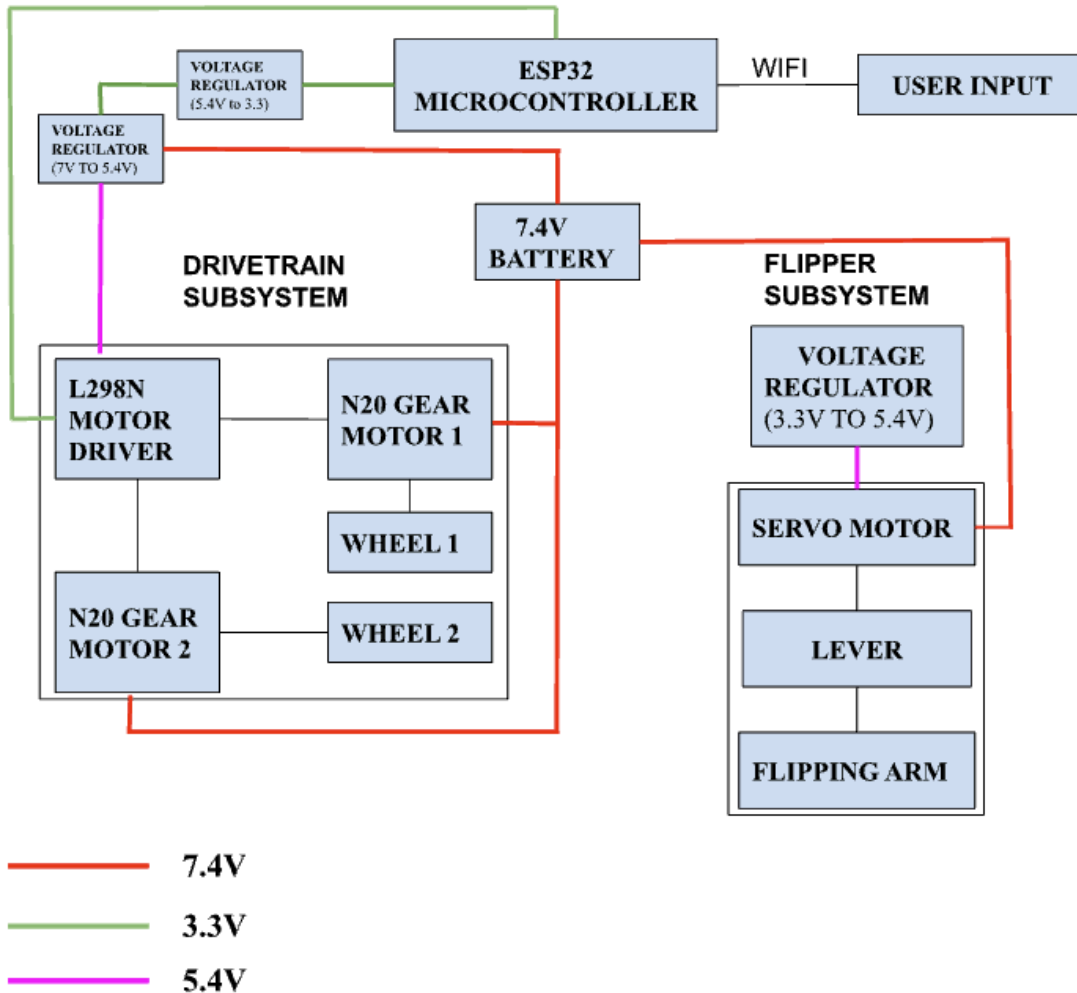 ESP32
MICROCONTROLLER
WIFI
USER INPUT
VOLTAGE
REGULATOR
(5.4V to 3.3)
VOLTAGE
REGULATOR
(7V TO 5.4V)
7.4V
BATTERY
DRIVETRAIN
SUBSYSTEM
FLIPPER
SUBSYSTEM
L298N
MOTOR
DRIVER
N20 GEAR
MOTOR 1
WHEEL 1
N20 GEAR
MOTOR 2
WHEEL 2
VOLTAGE
REGULATOR
(3.3V TO 5.4V)
SERVO MOTOR
LEVER
FLIPPING ARM
7.4V
3.3V
5.4V